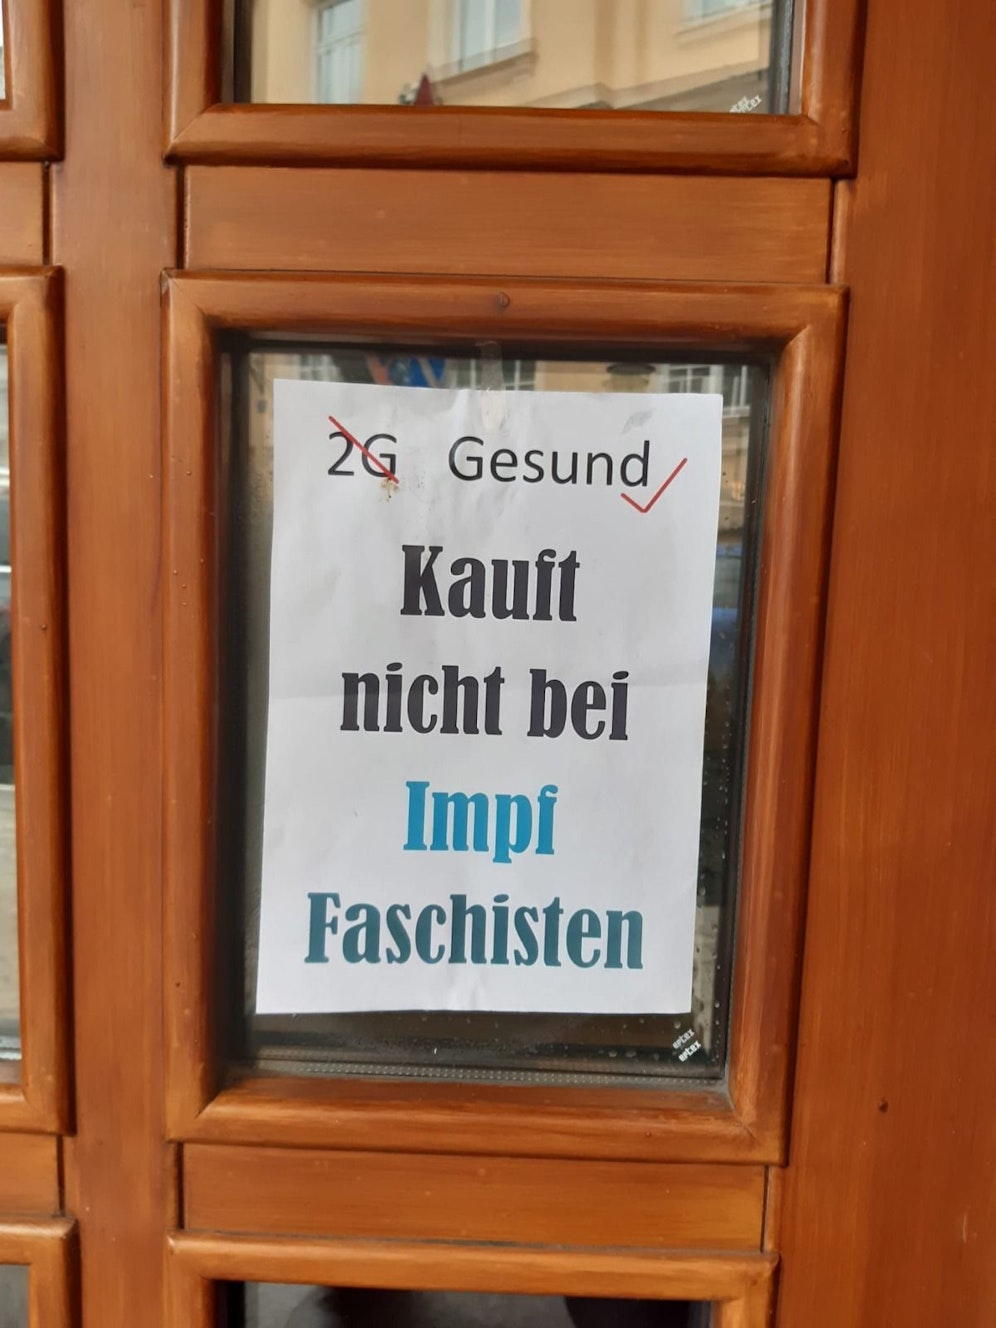 2G Gesund
Kauft
nicht bei
Impf
Faschisten